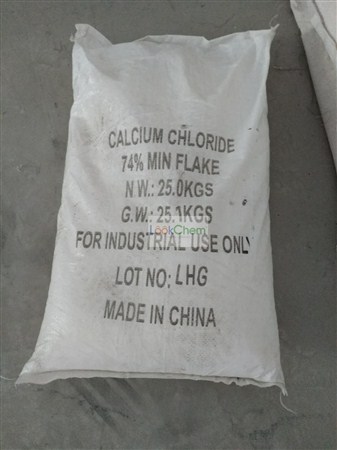 CALCIUM CHLORIDE
74% MIN FLAKE
N W.: 25.0KGS
G.W.: 25.1KGS
LookChem
FOR INDUSTRIAL USE ONLY
LOT NO: LHG
MADE IN CHINA